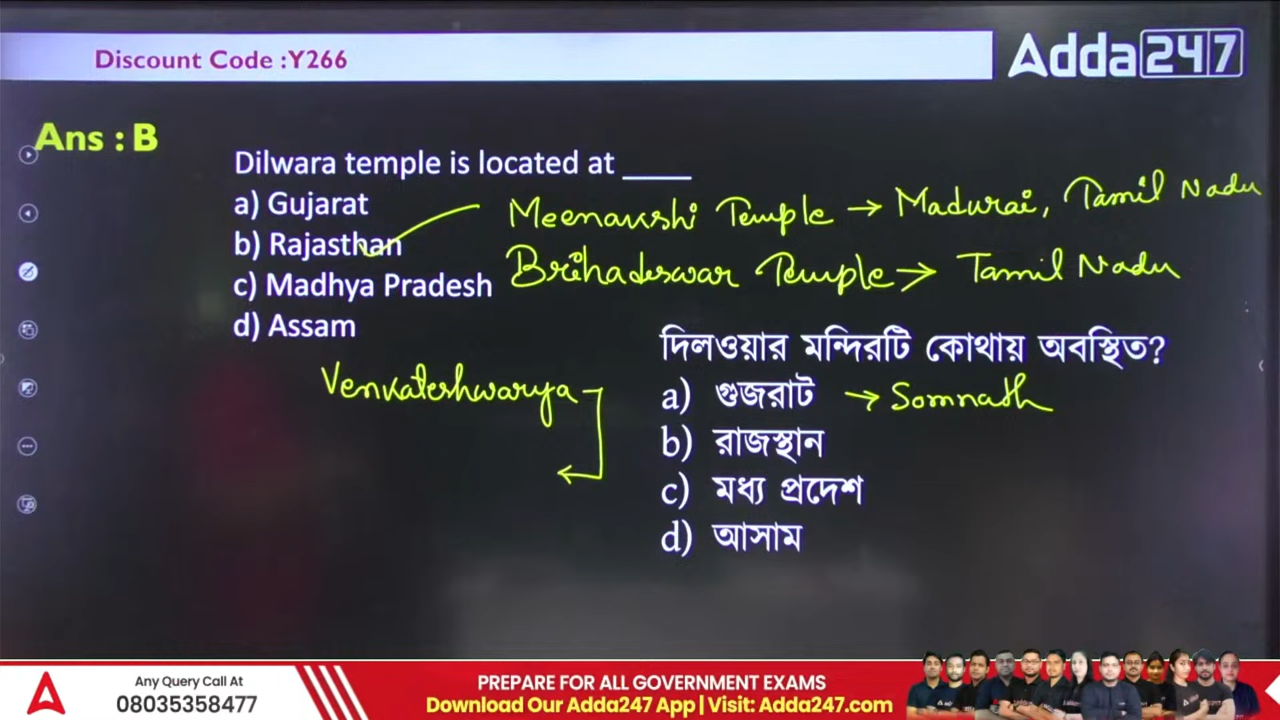 Discount Code :Y266
Adda247
Ans : B
Dilwara temple is located at _____
a) Gujarat
b) Rajasthan
c) Madhya Pradesh
d) Assam
Meenakshi Temple → Madurai, Tamil Nadu
Brihadeswar Temple → Tamil Nadu
Venkateshwarya
দিলওয়ার মন্দিরটি কোথায় অবস্থিত?
a) গুজরাট → Somnath
b) রাজস্থান
c) মধ্য প্রদেশ
d) আসাম
Any Query Call At
08035358477
PREPARE FOR ALL GOVERNMENT EXAMS
Download Our Adda247 App | Visit: Adda247.com